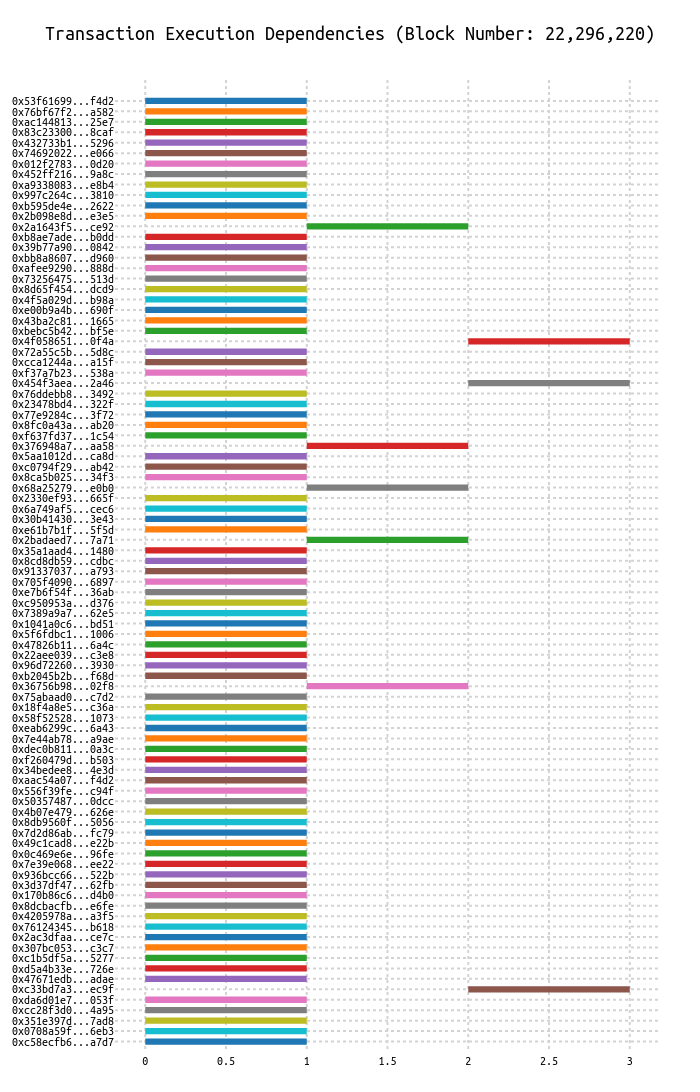 Transaction Execution Dependencies (Block Number: 22,296,220)
0x53f61699...f4d2
0x76bf67f2...a582
0xac144813...25e7
0x83c23300...8caf
0x432733b1...5296
0x74692022...e066
0x012f2783...0d20
0x452ff216...9a8c
0xa9338083...e8b4
0x997c264c...3810
0xb595de4e...2622
0x2b098e8d...e3e5
0x2a1643f5...ce92
0xb8ae7ade...b0dd
0x39b77a90...0842
0xbb8a8607...d960
0xafee9290...888d
0x73256475...513d
0x8d65f454...dcd9
0x4f5a029d...b98a
0xe00b9a4b...690f
0x43ba2c81...1665
0xbebc5b42...bf5e
0x4f058651...0f4a
0x72a55c5b...5d8c
0xcca1244a...a15f
0xf37a7b23...538a
0x454f3aea...2a46
0x76ddebb8...3492
0x23478bd4...322f
0x77e9284c...3f72
0x8fc0a43a...ab20
0xf637fd37...1c54
0x376948a7...aa58
0x5aa1012d...ca8d
0xc0794f29...ab42
0x8ca5b025...34f3
0x68a25279...e0b0
0x2330ef93...665f
0x6a749af5...cec6
0x30b41430...3e43
0xe61b7b1f...5f5d
0x2badaed7...7a71
0x35a1aad4...1480
0x8cd8db59...cdbc
0x91337037...a793
0x705f4090...6897
0xe7b6f54f...36ab
0xc950953a...d376
0x7389a9a7...62e5
0x1041a0c6...bd51
0x5f6fdbc1...1006
0x47826b11...6a4c
0x22aee039...c3e8
0x96d72260...3930
0xb2045b2b...f68d
0x36756b98...02f8
0x75abaad0...c7d2
0x18f4a8e5...c36a
0x58f52528...1073
0xeab6299c...6a43
0x7e44ab78...a9ae
0xdec0b811...0a3c
0xf260479d...b503
0x34bedee8...4e3d
0xaac54a07...f4d2
0x556f39fe...c94f
0x50357487...0dcc
0x4b07e479...626e
0x8db9560f...5056
0x7d2d86ab...fc79
0x49c1cad8...e22b
0x0c469e6e...96fe
0x7e39e068...ee22
0x936bcc66...522b
0x3d37df47...62fb
0x170b86c6...d4b0
0x8dcbacfb...e6fe
0x4205978a...a3f5
0x76124345...b618
0x2ac3dfaa...ce7c
0x307bc053...c3c7
0xc1b5df5a...5277
0xd5a4b33e...726e
0x47671edb...adae
0xc33bd7a3...ec9f
0xda6d01e7...053f
0xcc28f3d0...4a95
0x351e397d...7ad8
0x0708a59f...6eb3
0xc58ecfb6...a7d7
0 0.5 1 1.5 2 2.5 3